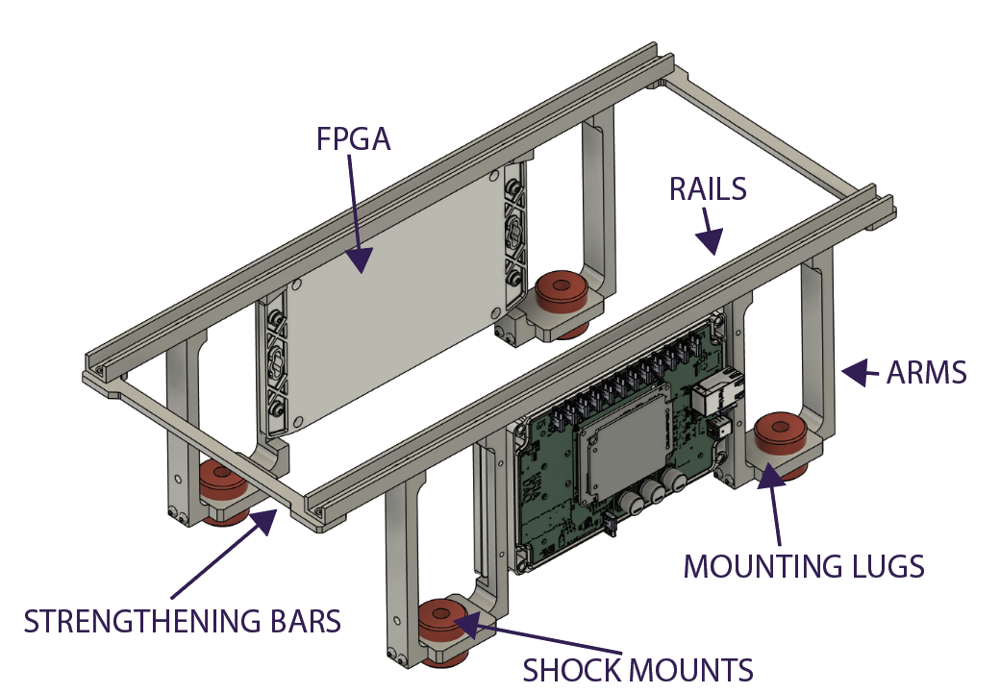 FPGA
RAILS
ARMS
MOUNTING LUGS
STRENGTHENING BARS
SHOCK MOUNTS